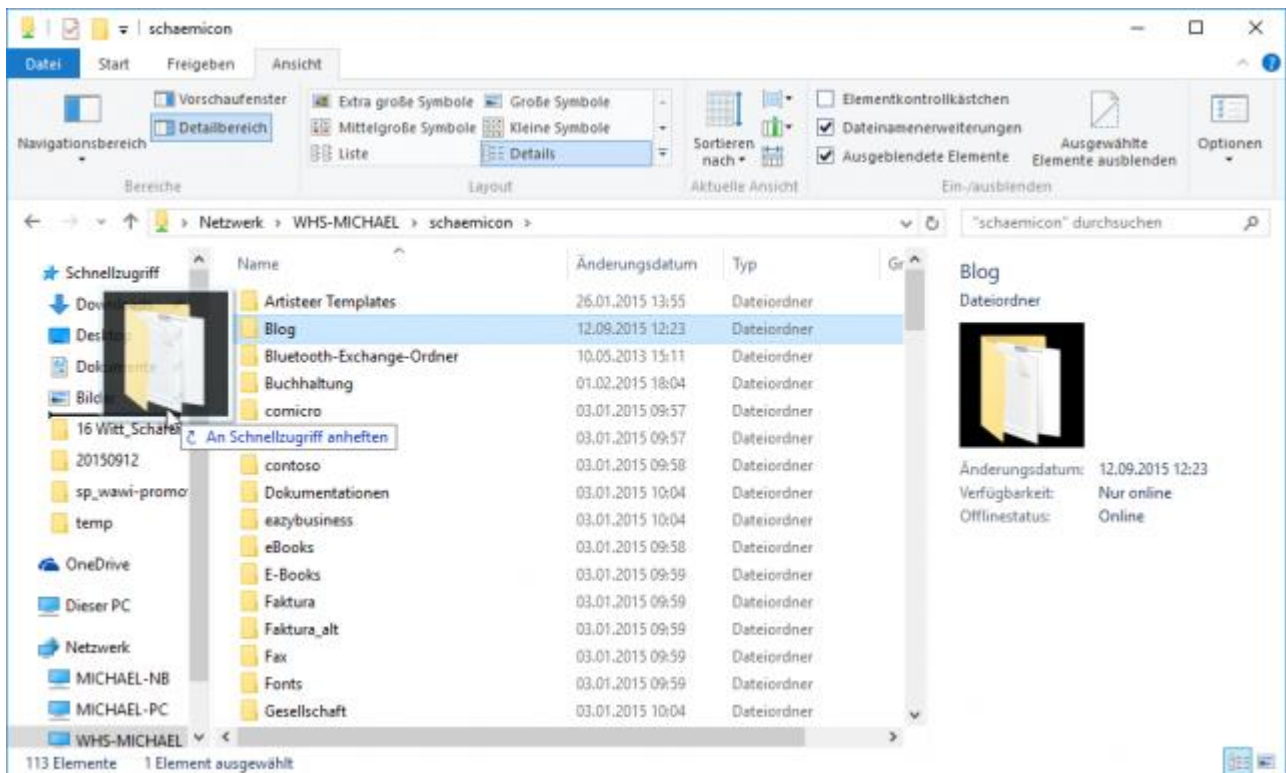 schaemicon
Datei Start Freigeben Ansicht
Vorschaufenster Extra große Symbole Große Symbole Elementkontrollkästchen
Detailbereich Mittelgroße Symbole Kleine Symbole Dateinamenerweiterungen
Navigationsbereich Liste Details Sortieren nach Ausgeblendete Elemente Ausgewählte Elemente ausblenden Optionen
Bereiche Layout Aktuelle Ansicht Ein-/ausblenden
Netzwerk WHS-MICHAEL schaemicon "schaemicon" durchsuchen
Schnellzugriff
Desktop
Dokumente
Bilder
16 Witt_Schäfer
20150912
sp_wawi-promo
temp
OneDrive
Dieser PC
Netzwerk
MICHAEL-NB
MICHAEL-PC
WHS-MICHAEL
Name Änderungsdatum Typ Gr
Artisteer Templates 26.01.2015 13:55 Dateiordner
Blog 12.09.2015 12:23 Dateiordner
Bluetooth-Exchange-Ordner 10.05.2013 15:11 Dateiordner
Buchhaltung 01.02.2015 18:04 Dateiordner
comicro 03.01.2015 09:57 Dateiordner
An Schnellzugriff anheften 03.01.2015 09:57 Dateiordner
contoso 03.01.2015 09:58 Dateiordner
Dokumentationen 03.01.2015 10:04 Dateiordner
eazybusiness 03.01.2015 10:04 Dateiordner
eBooks 03.01.2015 09:58 Dateiordner
E-Books 03.01.2015 09:59 Dateiordner
Faktura 03.01.2015 09:59 Dateiordner
Faktura_alt 03.01.2015 09:59 Dateiordner
Fax 03.01.2015 09:59 Dateiordner
Fonts 03.01.2015 09:59 Dateiordner
Gesellschaft 03.01.2015 10:04 Dateiordner
Blog
Dateiordner
Änderungsdatum: 12.09.2015 12:23
Verfügbarkeit: Nur online
Offlinestatus: Online
113 Elemente 1 Element ausgewählt